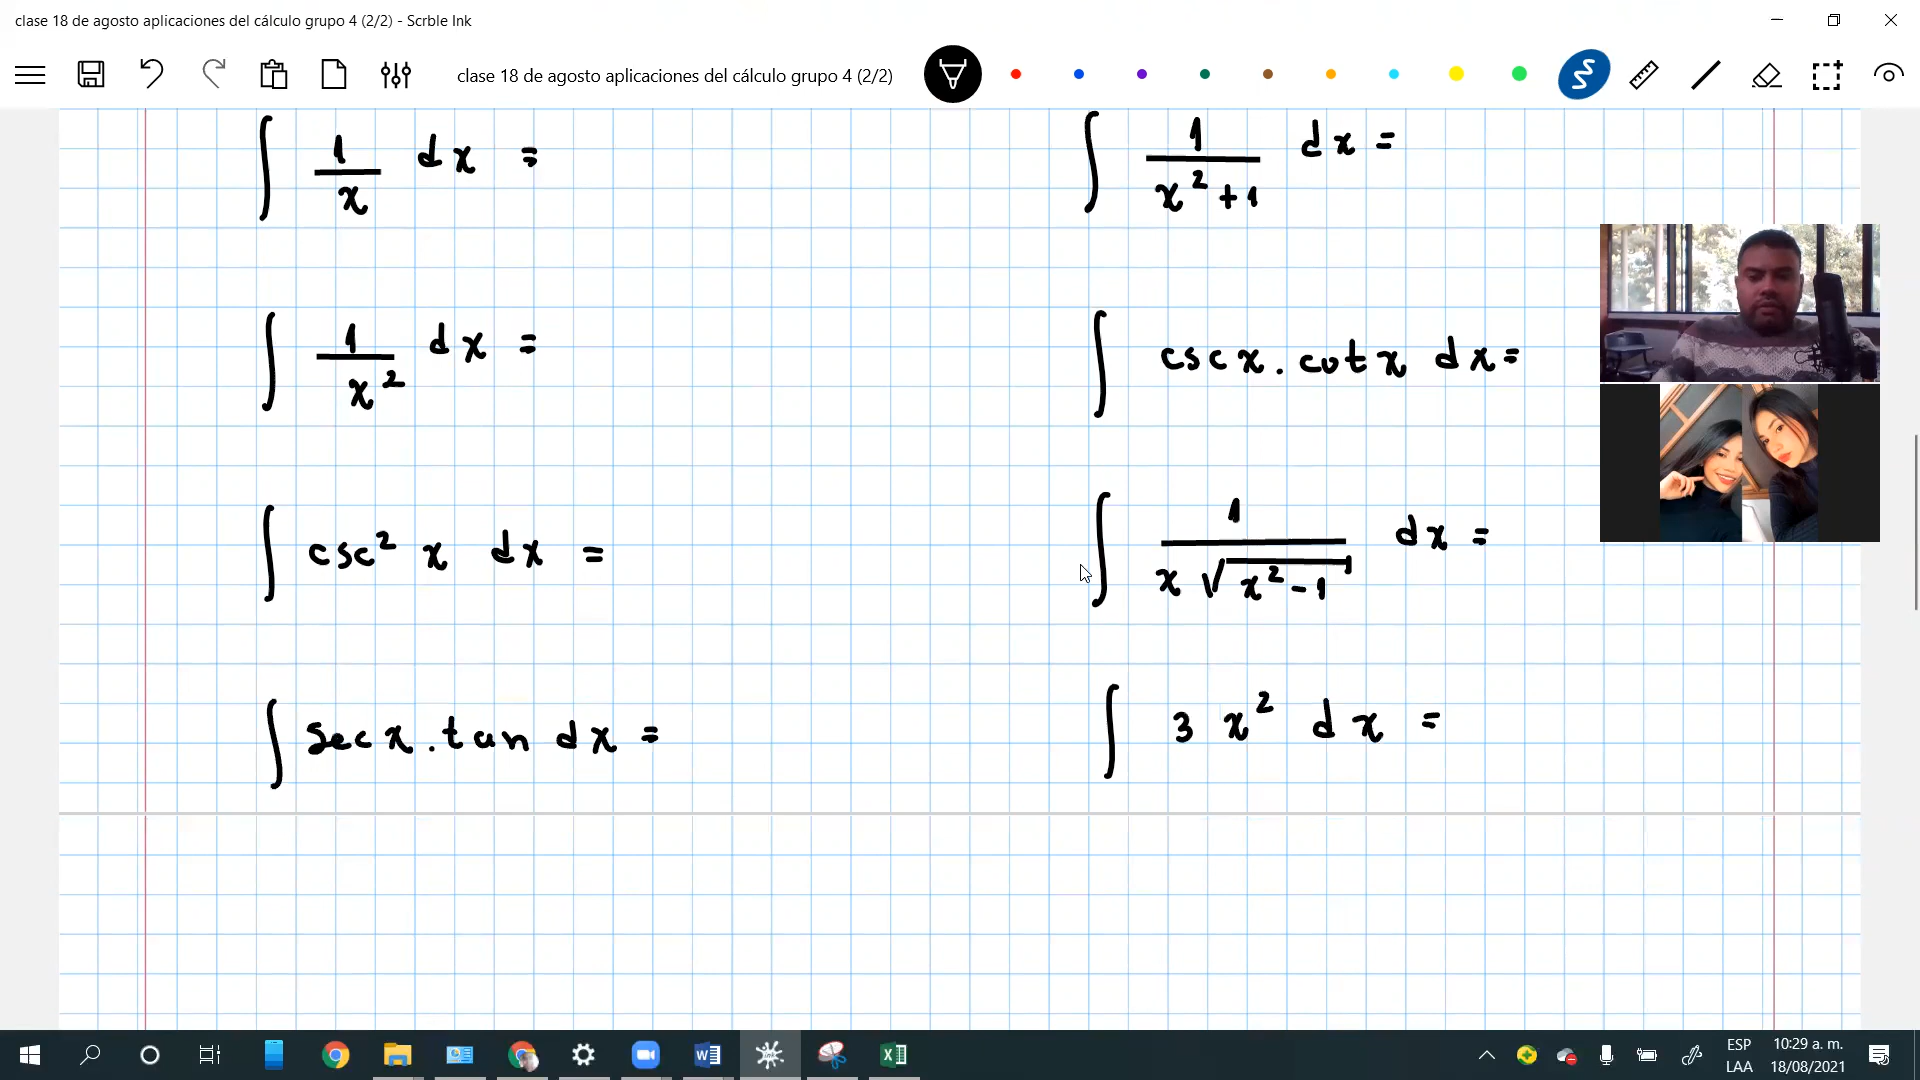 clase 18 de agosto aplicaciones del cálculo grupo 4 (2/2) - Scrble Ink
clase 18 de agosto aplicaciones del cálculo grupo 4 (2/2)
∫ 1/x dx =
∫ 1/(x²+1) dx =
∫ 1/x² dx =
∫ csc x . cot x dx =
∫ csc² x dx =
∫ 1/(x √(x²-1)) dx =
∫ sec x . tan dx =
∫ 3 x² dx =
ESP
LAA
10:29 a. m.
18/08/2021